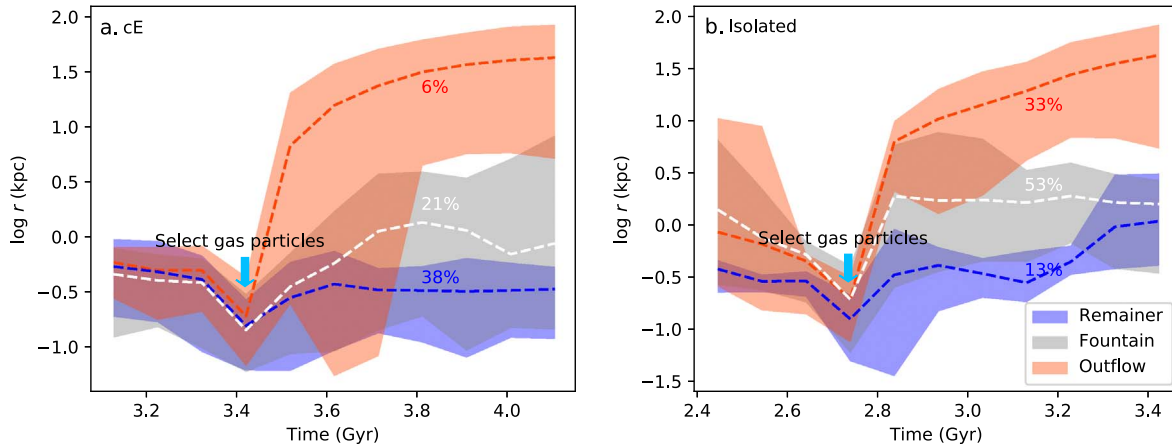 a. cE
log r (kpc)
1.5
1.0
0.5
0.0
−0.5
−1.0
6%
21%
Select gas particles
38%
3.2 3.4 3.6 3.8 4.0
Time (Gyr)
b. Isolated
log r (kpc)
2.0
1.5
1.0
0.5
0.0
−0.5
−1.0
−1.5
33%
53%
Select gas particles
13%
Remainer
Fountain
Outflow
2.4 2.6 2.8 3.0 3.2 3.4
Time (Gyr)